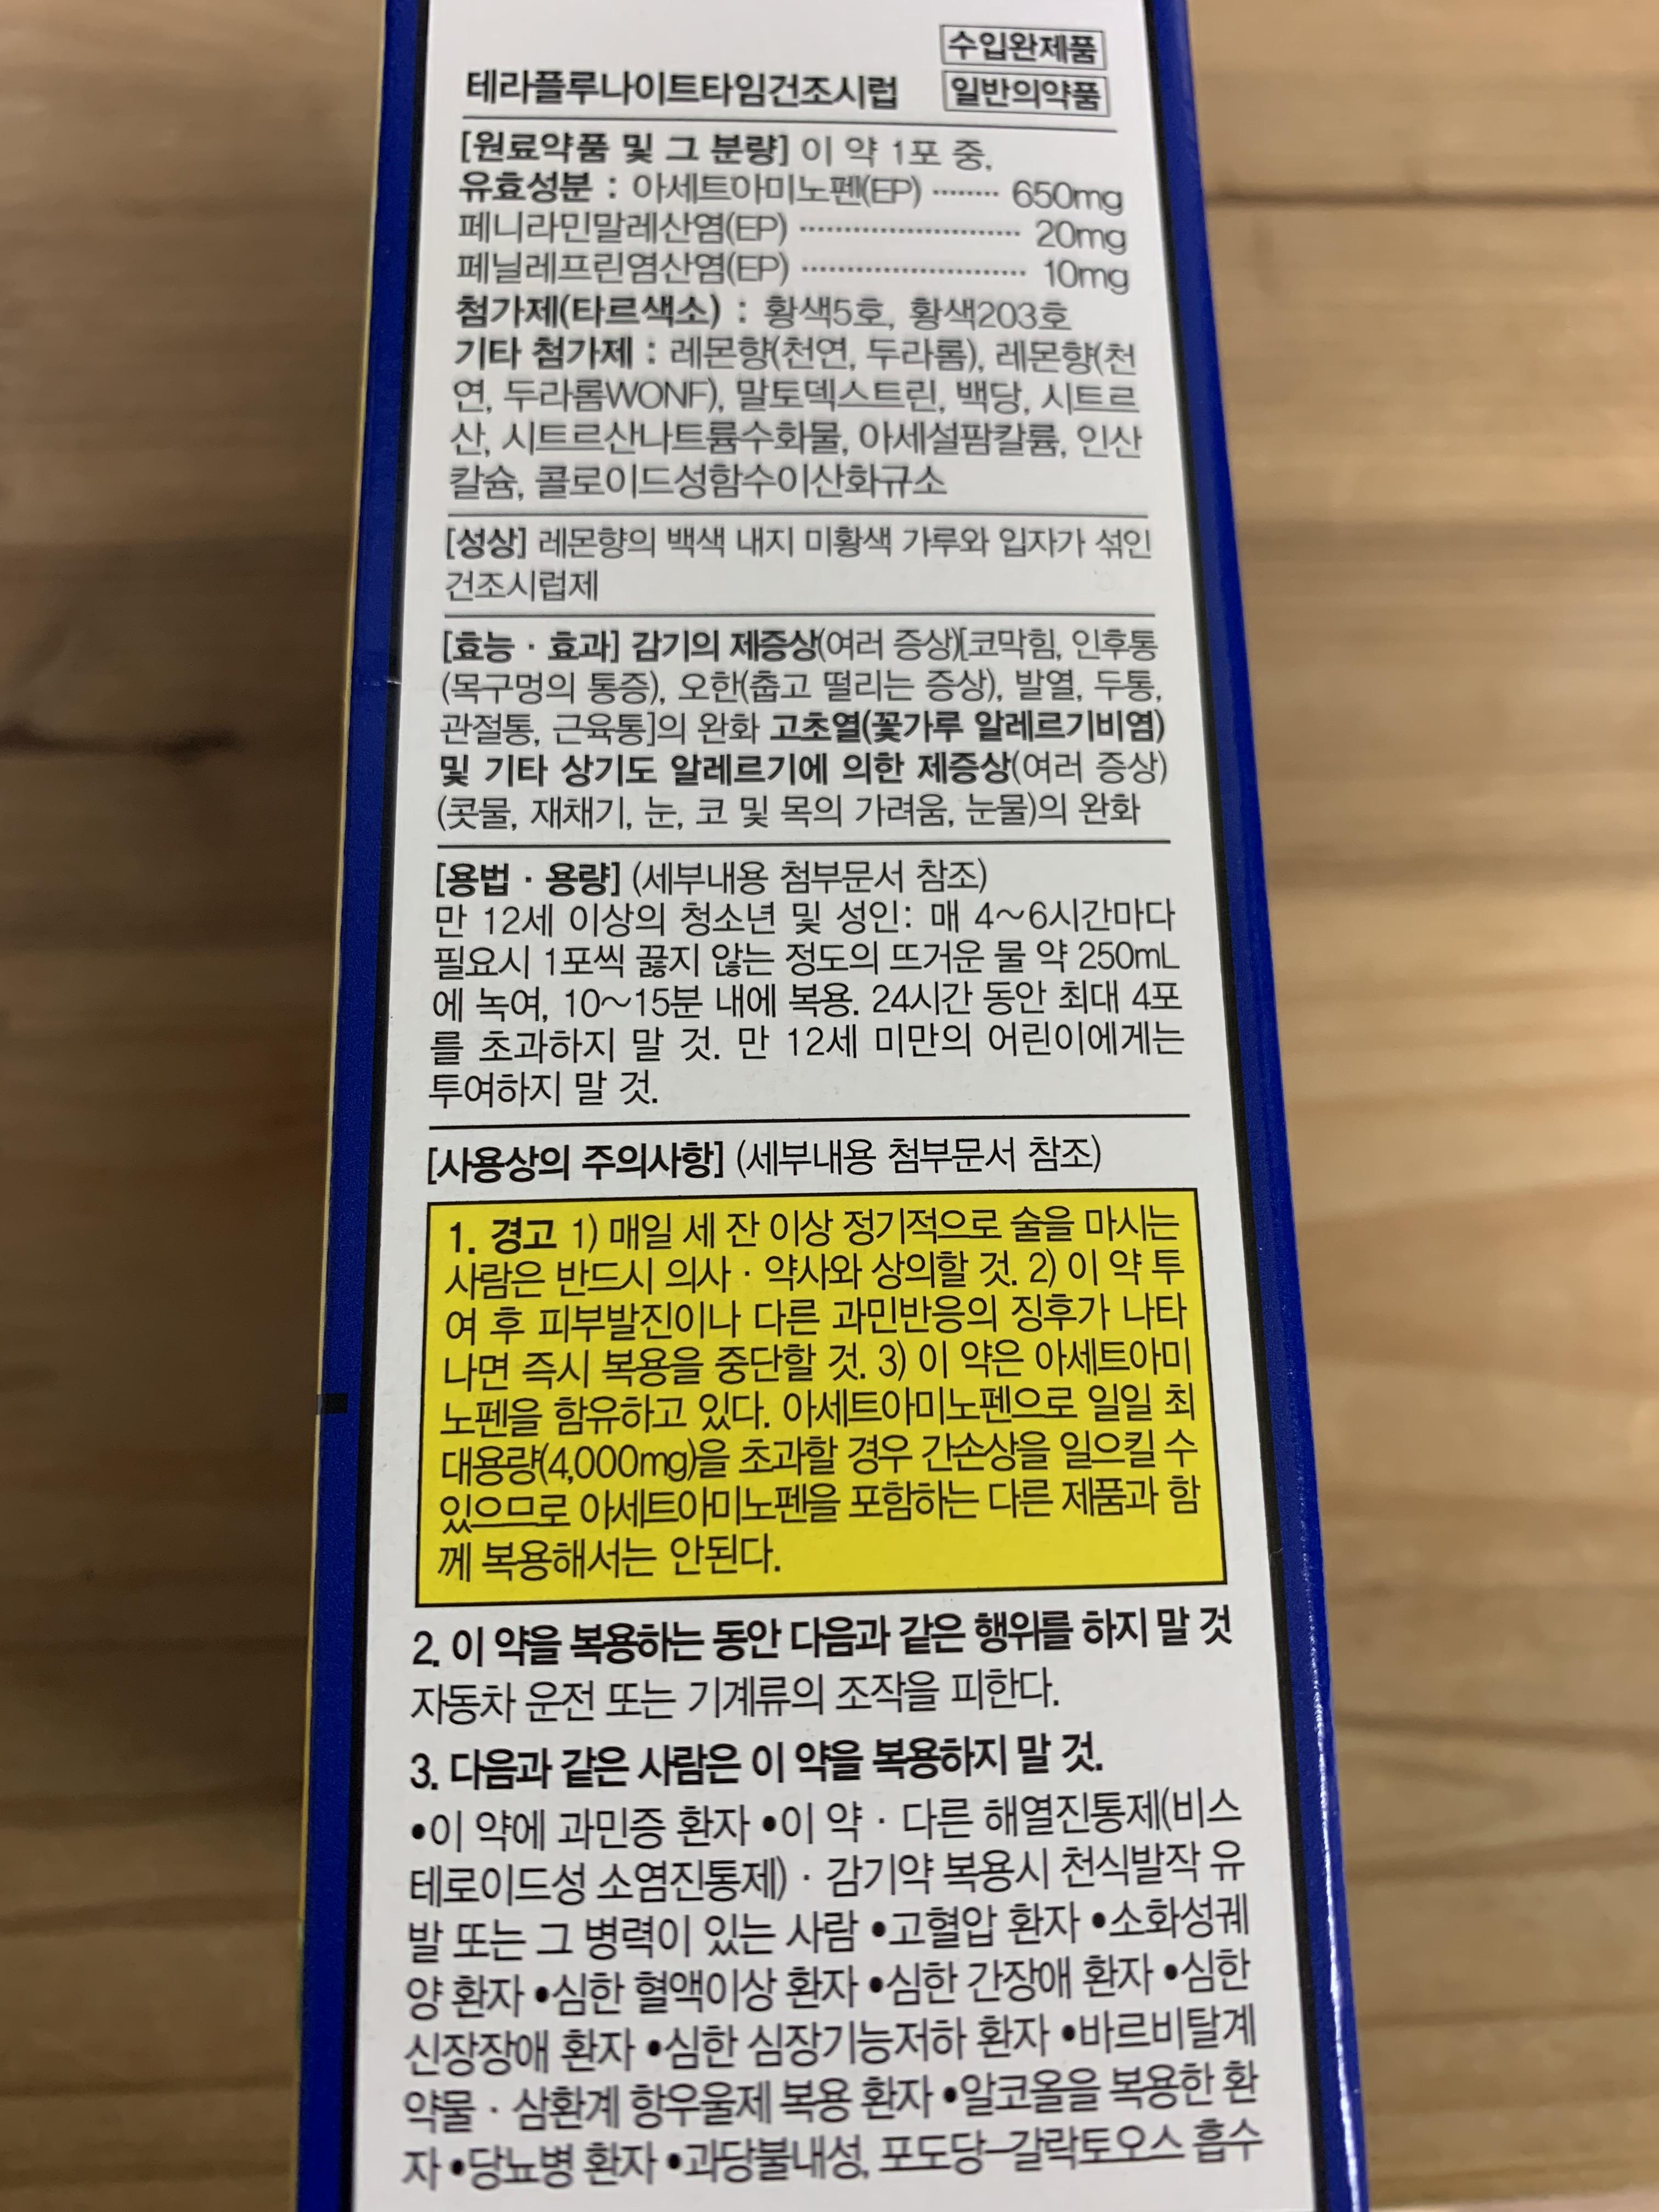 수입완제품
테라플루나이트타임건조시럽 일반의약품
[원료약품 및 그 분량] 이 약 1포 중,
유효성분 : 아세트아미노펜(EP) ········ 650mg
페니라민말레산염(EP) ························· 20mg
페닐레프린염산염(EP) ························· 10mg
첨가제(타르색소) : 황색5호, 황색203호
기타 첨가제 : 레몬향(천연, 두라롬), 레몬향(천
연, 두라롬WONF), 말토덱스트린, 백당, 시트르
산, 시트르산나트륨수화물, 아세설팜칼륨, 인산
칼슘, 콜로이드성함수이산화규소
[성상] 레몬향의 백색 내지 미황색 가루와 입자가 섞인
건조시럽제
[효능 · 효과] 감기의 제증상(여러 증상)[코막힘, 인후통
(목구멍의 통증), 오한(춥고 떨리는 증상), 발열, 두통,
관절통, 근육통]의 완화 고초열(꽃가루 알레르기비염)
및 기타 상기도 알레르기에 의한 제증상(여러 증상)
(콧물, 재채기, 눈, 코 및 목의 가려움, 눈물)의 완화
[용법 · 용량] (세부내용 첨부문서 참조)
만 12세 이상의 청소년 및 성인: 매 4~6시간마다
필요시 1포씩 끓지 않는 정도의 뜨거운 물 약 250mL
에 녹여, 10~15분 내에 복용. 24시간 동안 최대 4포
를 초과하지 말 것. 만 12세 미만의 어린이에게는
투여하지 말 것.
[사용상의 주의사항] (세부내용 첨부문서 참조)
1. 경고 1) 매일 세 잔 이상 정기적으로 술을 마시는
사람은 반드시 의사 · 약사와 상의할 것. 2) 이 약 투
여 후 피부발진이나 다른 과민반응의 징후가 나타
나면 즉시 복용을 중단할 것. 3) 이 약은 아세트아미
노펜을 함유하고 있다. 아세트아미노펜으로 일일 최
대용량(4,000mg)을 초과할 경우 간손상을 일으킬 수
있으므로 아세트아미노펜을 포함하는 다른 제품과 함
께 복용해서는 안된다.
2. 이 약을 복용하는 동안 다음과 같은 행위를 하지 말 것
자동차 운전 또는 기계류의 조작을 피한다.
3. 다음과 같은 사람은 이 약을 복용하지 말 것.
•이 약에 과민증 환자 •이 약 · 다른 해열진통제(비스
테로이드성 소염진통제) · 감기약 복용시 천식발작 유
발 또는 그 병력이 있는 사람 •고혈압 환자 •소화성궤
양 환자 •심한 혈액이상 환자 •심한 간장애 환자 •심한
신장장애 환자 •심한 심장기능저하 환자 •바르비탈계
약물 · 삼환계 항우울제 복용 환자 •알코올을 복용한 환
자 •당뇨병 환자 •과당불내성, 포도당-갈락토오스 흡수